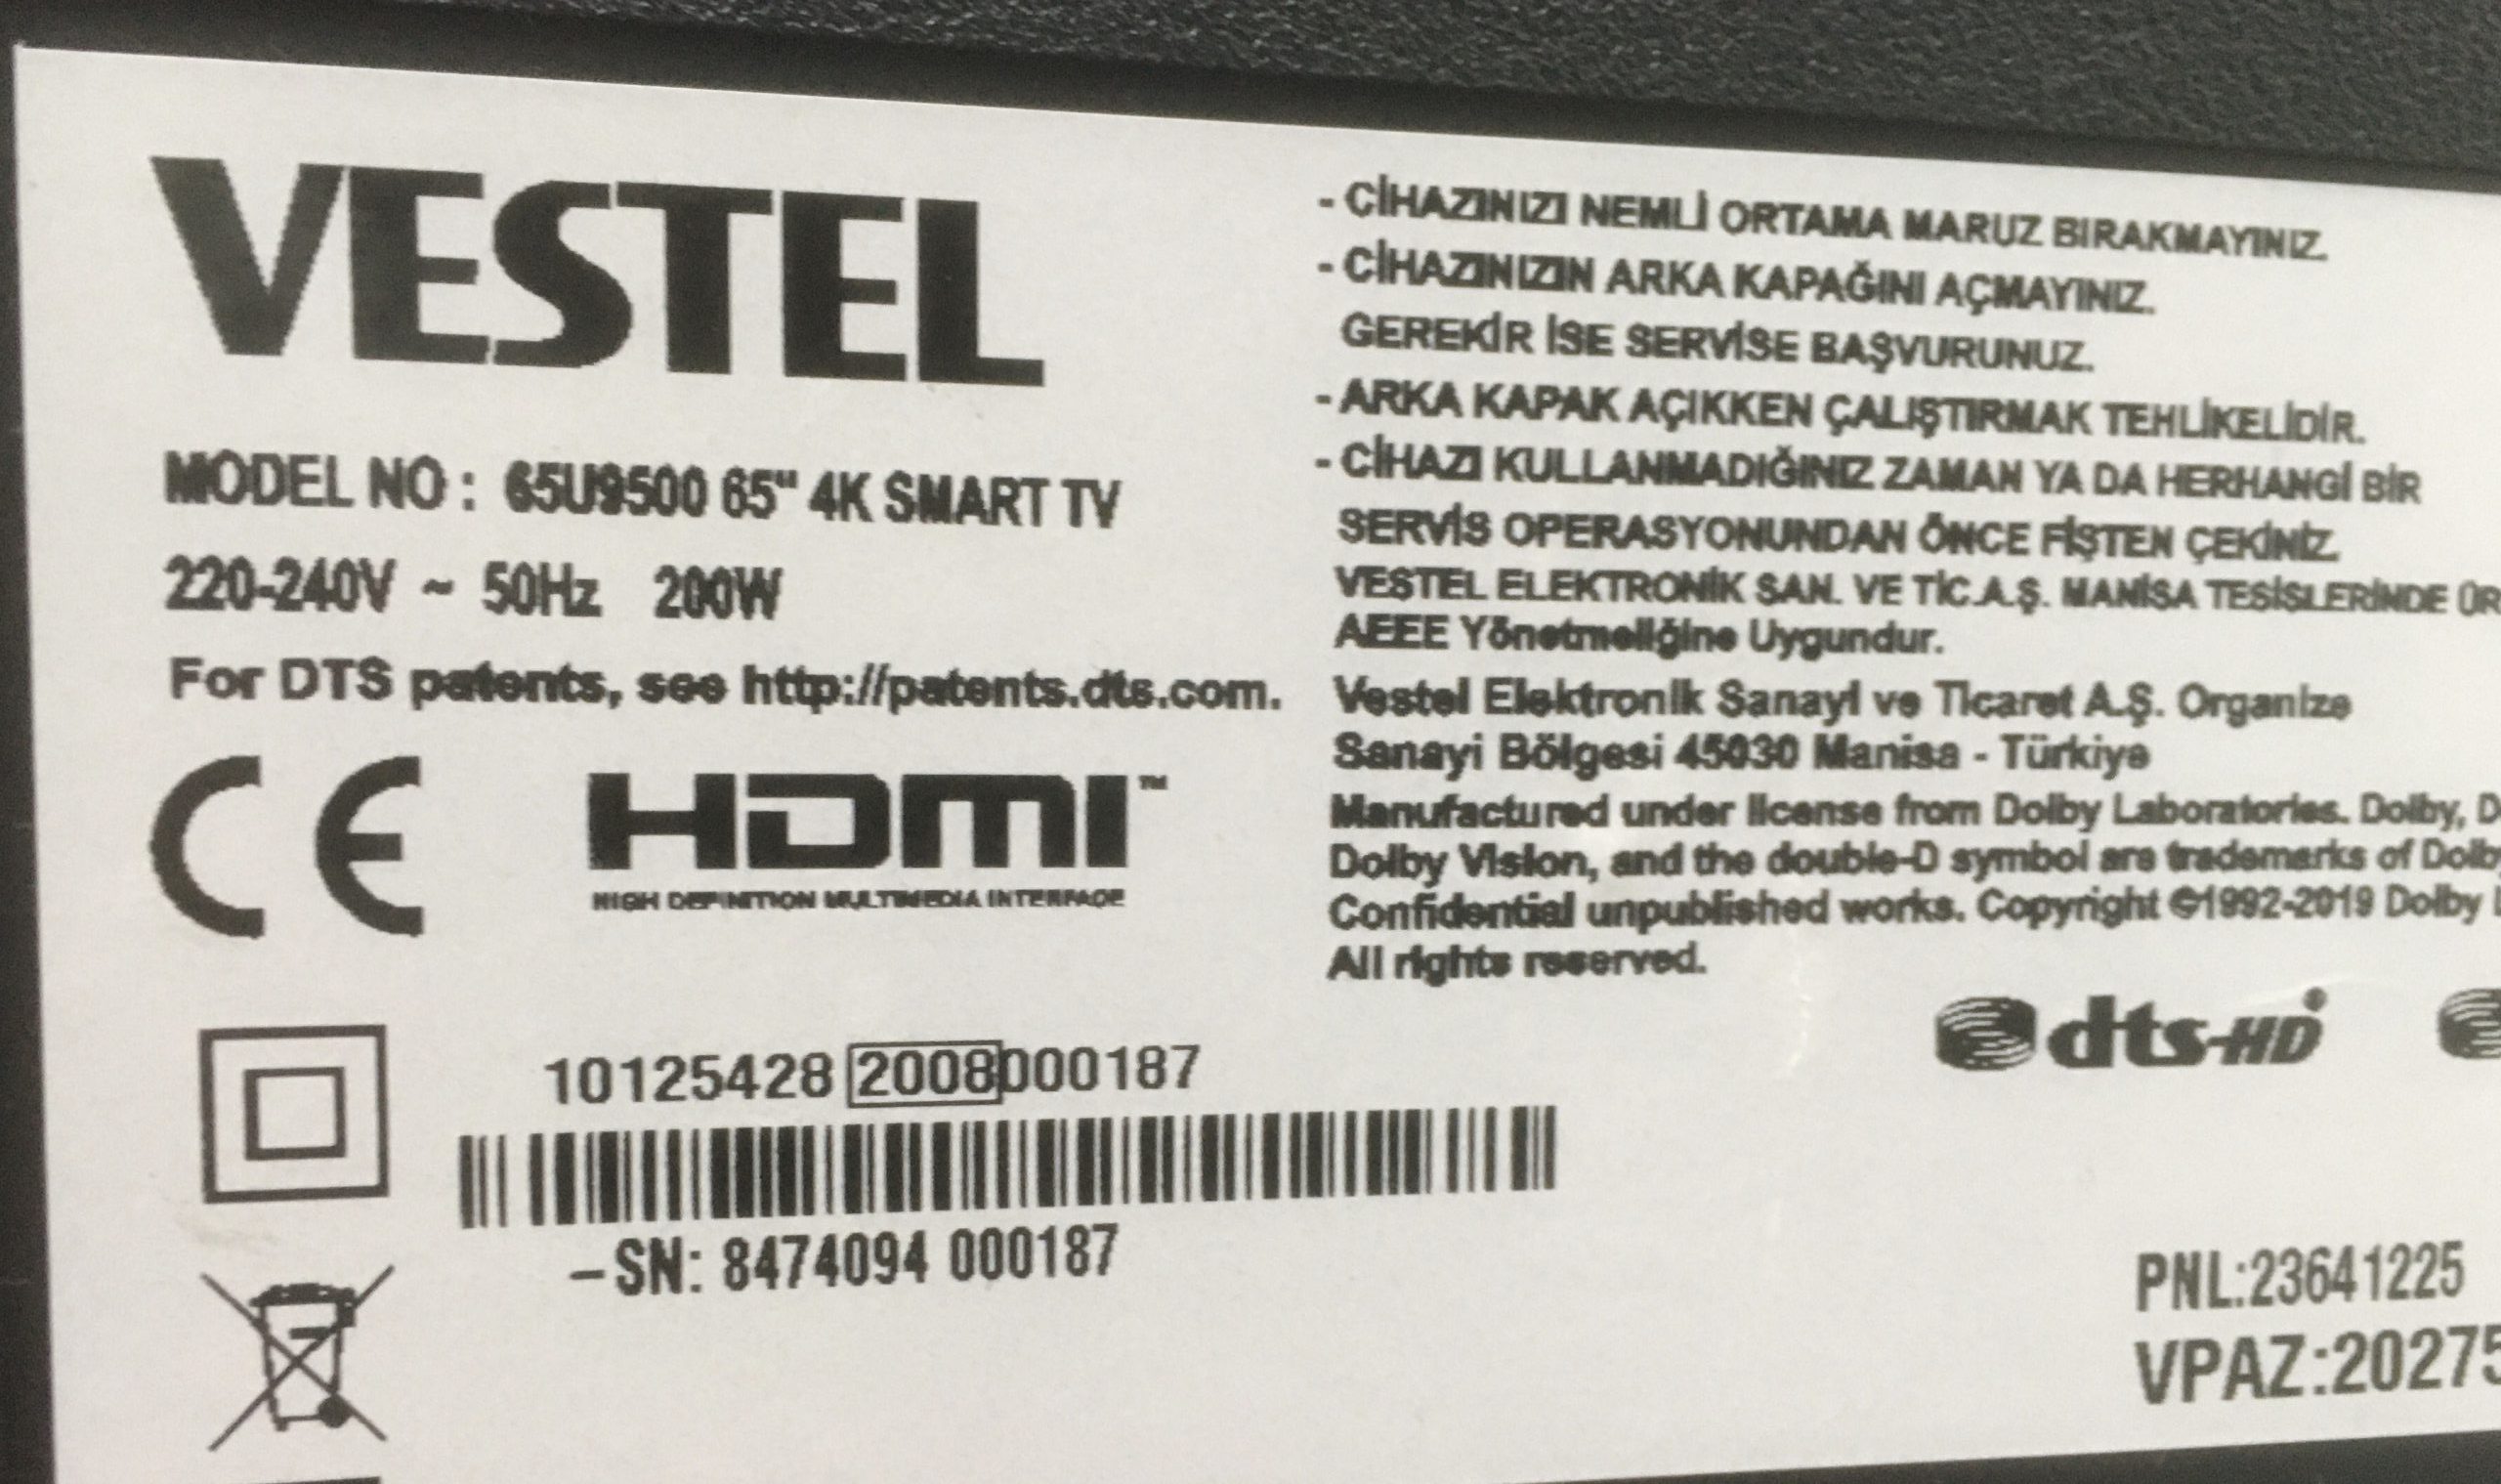 VESTEL
MODEL NO : 65U9500 65" 4K SMART TV
220-240V ~ 50Hz 200W
For DTS patents, see http://patents.dts.com.
CE
HDMI™
HIGH DEFINITION MULTIMEDIA INTERFACE
10125428 2008000187
–SN: 8474094 000187
- CİHAZINIZI NEMLİ ORTAMA MARUZ BIRAKMAYINIZ.
- CİHAZINIZIN ARKA KAPAĞINI AÇMAYINIZ.
GEREKİR İSE SERVİSE BAŞVURUNUZ.
- ARKA KAPAK AÇIKKEN ÇALIŞTIRMAK TEHLİKELİDİR.
- CİHAZI KULLANMADIĞINIZ ZAMAN YA DA HERHANGİ BİR
SERVİS OPERASYONUNDAN ÖNCE FİŞTEN ÇEKİNİZ.
VESTEL ELEKTRONİK SAN. VE TİC.A.Ş. MANİSA TESİSLERİNDE ÜR
AEEE Yönetmeliğine Uygundur.
Vestel Elektronik Sanayi ve Ticaret A.Ş. Organize
Sanayi Bölgesi 45030 Manisa - Türkiye
Manufactured under license from Dolby Laboratories. Dolby, D
Dolby Vision, and the double-D symbol are trademarks of Dolby
Confidential unpublished works. Copyright ©1992-2019 Dolby
All rights reserved.
dts-HD
PNL:23641225
VPAZ:20275